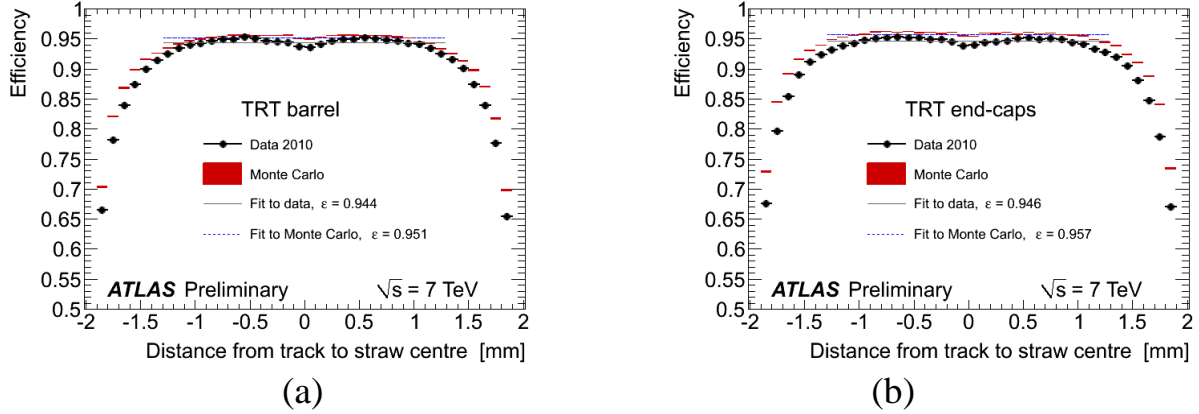 Efficiency
1
0.95
0.9
0.85
0.8
0.75
0.7
0.65
0.6
0.55
0.5
TRT barrel
Data 2010
Monte Carlo
Fit to data, ε = 0.944
Fit to Monte Carlo, ε = 0.951
ATLAS Preliminary
√s = 7 TeV
-2 -1.5 -1 -0.5 0 0.5 1 1.5 2
Distance from track to straw centre [mm]
(a)
Efficiency
1
0.95
0.9
0.85
0.8
0.75
0.7
0.65
0.6
0.55
0.5
TRT end-caps
Data 2010
Monte Carlo
Fit to data, ε = 0.946
Fit to Monte Carlo, ε = 0.957
ATLAS Preliminary
√s = 7 TeV
-2 -1.5 -1 -0.5 0 0.5 1 1.5 2
Distance from track to straw centre [mm]
(b)